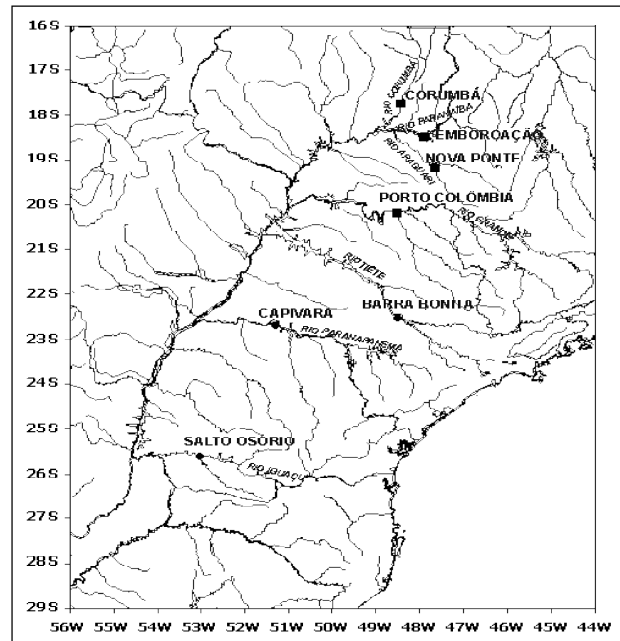 16S
17S
18S
19S
20S
21S
22S
23S
24S
25S
26S
27S
28S
29S
RIO CORUMBÁ
CORUMBÁ
RIO PARANAÍBA
EMBORCAÇÃO
NOVA PONTE
RIO ARAGUARI
PORTO COLÔMBIA
RIO GRANDE
RIO TIETE
BARRA BONITA
CAPIVARA
RIO PARANAPANEMA
SALTO OSÓRIO
RIO IGUAÇU
56W 55W 54W 53W 52W 51W 50W 49W 48W 47W 46W 45W 44W